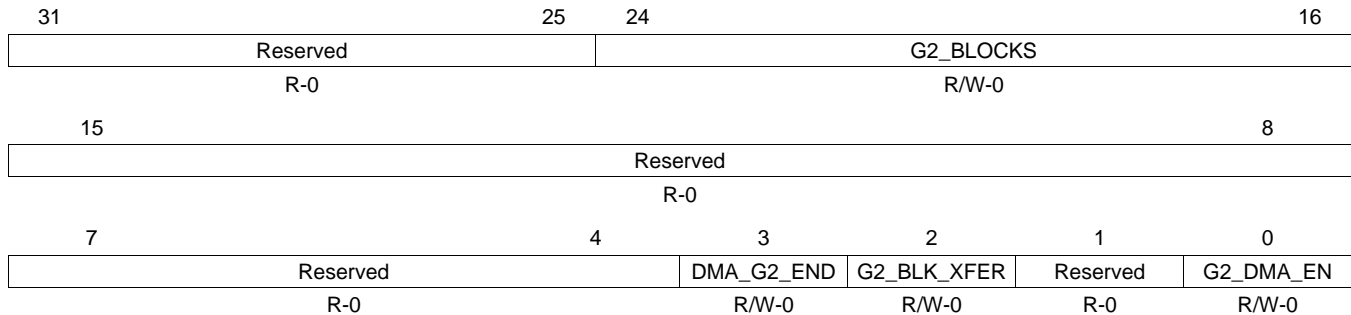 31 25 24 16
Reserved G2_BLOCKS
R-0 R/W-0
15 8
Reserved
R-0
7 4 3 2 1 0
Reserved DMA_G2_END G2_BLK_XFER Reserved G2_DMA_EN
R-0 R/W-0 R/W-0 R-0 R/W-0